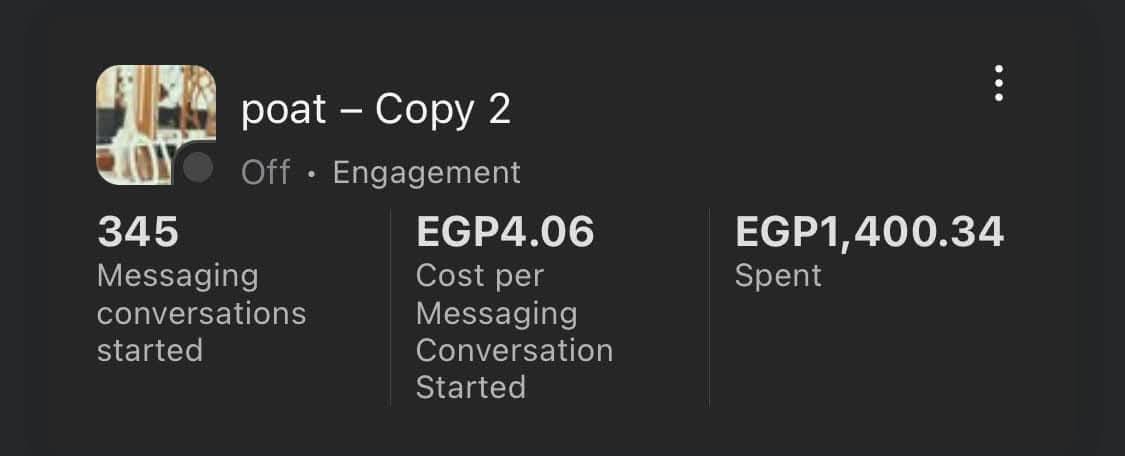 poat – Copy 2
Off • Engagement
345
Messaging
conversations
started
EGP4.06
Cost per
Messaging
Conversation
Started
EGP1,400.34
Spent